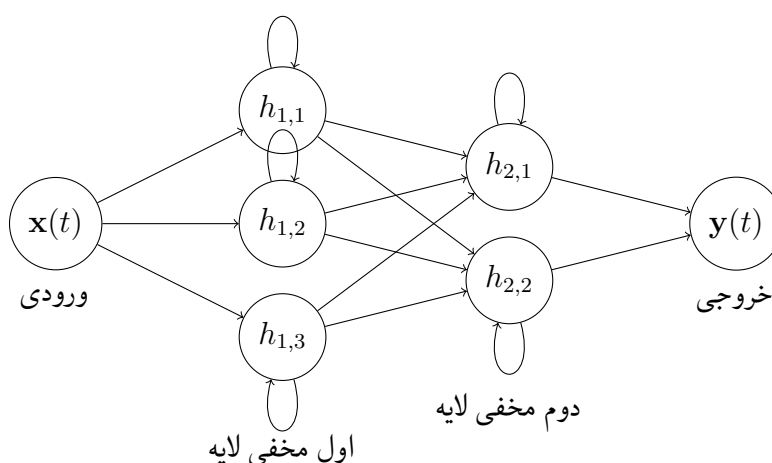 h_{1,1}
h_{2,1}
x(t)
h_{1,2}
y(t)
ورودی
h_{2,2}
خروجی
h_{1,3}
دوم مخفی لایه
اول مخفی لایه